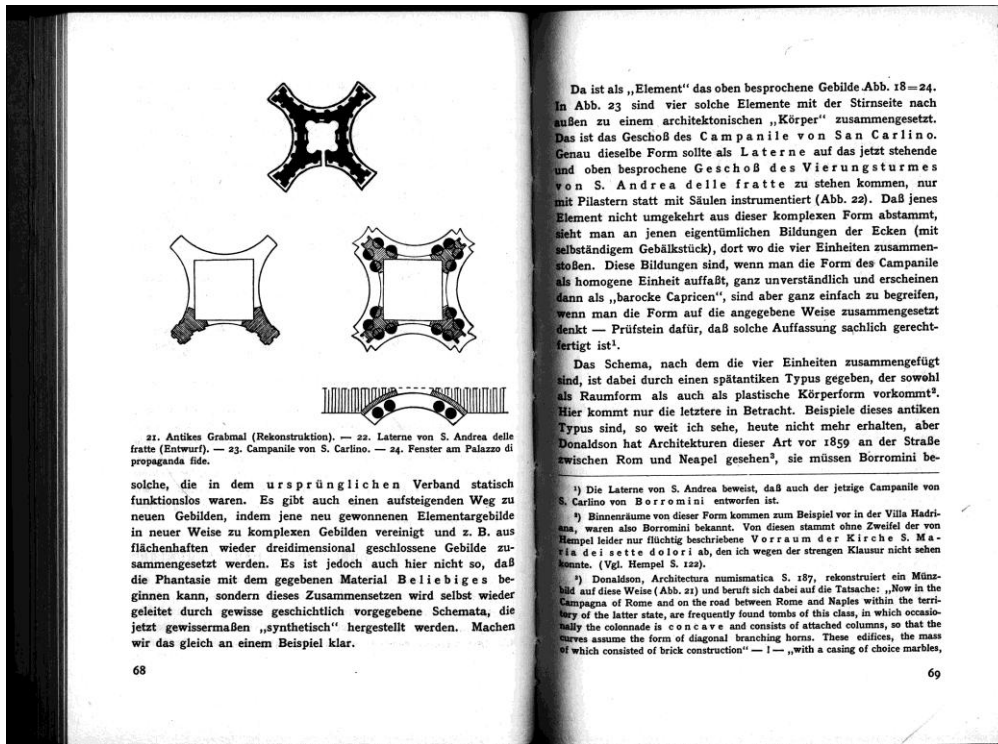 21. Antikes Grabmal (Rekonstruktion). — 22. Laterne von S. Andrea delle
fratte (Entwurf). — 23. Campanile von S. Carlino. — 24. Fenster am Palazzo di
propaganda fide.
solche, die in dem ursprünglichen Verband statisch
funktionslos waren. Es gibt auch einen aufsteigenden Weg zu
neuen Gebilden, indem jene neu gewonnenen Elementargebilde
in neuer Weise zu komplexen Gebilden vereinigt und z. B. aus
flächenhaften wieder dreidimensional geschlossene Gebilde zu-
sammengesetzt werden. Es ist jedoch auch hier nicht so, daß
die Phantasie mit dem gegebenen Material Beliebiges be-
ginnen kann, sondern dieses Zusammensetzen wird selbst wieder
geleitet durch gewisse geschichtlich vorgegebene Schemata, die
jetzt gewissermaßen „synthetisch“ hergestellt werden. Machen
wir das gleich an einem Beispiel klar.
68
Da ist als „Element“ das oben besprochene Gebilde Abb. 18=24.
In Abb. 23 sind vier solche Elemente mit der Stirnseite nach
außen zu einem architektonischen „Körper“ zusammengesetzt.
Das ist das Geschoß des Campanile von San Carlino.
Genau dieselbe Form sollte als Laterne auf das jetzt stehende
und oben besprochene Geschoß des Vierungsturmes
von S. Andrea delle fratte zu stehen kommen, nur
mit Pilastern statt mit Säulen instrumentiert (Abb. 22). Daß jenes
Element nicht umgekehrt aus dieser komplexen Form abstammt,
sieht man an jenen eigentümlichen Bildungen der Ecken (mit
selbständigem Gebälkstück), dort wo die vier Einheiten zusammen-
stoßen. Diese Bildungen sind, wenn man die Form des Campanile
als homogene Einheit auffaßt, ganz unverständlich und erscheinen
dann als „barocke Capricen“, sind aber ganz einfach zu begreifen,
wenn man die Form auf die angegebene Weise zusammengesetzt
denkt — Prüfstein dafür, daß solche Auffassung sachlich gerecht-
fertigt ist¹.
Das Schema, nach dem die vier Einheiten zusammengefügt
sind, ist dabei durch einen spätantiken Typus gegeben, der sowohl
als Raumform als auch als plastische Körperform vorkommt².
Hier kommt nur die letztere in Betracht. Beispiele dieses antiken
Typus sind, so weit ich sehe, heute nicht mehr erhalten, aber
Donaldson hat Architekturen dieser Art vor 1859 an der Straße
zwischen Rom und Neapel gesehen³, sie müssen Borromini be-
¹) Die Laterne von S. Andrea beweist, daß auch der jetzige Campanile von
S. Carlino von Borromini entworfen ist.
²) Binnenräume von dieser Form kommen zum Beispiel vor in der Villa Hadri-
ana, waren also Borromini bekannt. Von diesen stammt ohne Zweifel der von
Hempel leider nur flüchtig beschriebene Vorraum der Kirche S. Ma-
ria dei sette dolori ab, den ich wegen der strengen Klausur nicht sehen
konnte. (Vgl. Hempel S. 122).
³) Donaldson, Architectura numismatica S. 187, rekonstruiert ein Münz-
bild auf diese Weise (Abb. 21) und beruft sich dabei auf die Tatsache: „Now in the
Campagna of Rome and on the road between Rome and Naples within the terri-
tory of the latter state, are frequently found tombs of this class, in which occasio-
nally the colonnade is concave and consists of attached columns, so that the
curves assume the form of diagonal branching horns. These edifices, the mass
of which consisted of brick construction“ — ! — „with a casing of choice marbles,
69